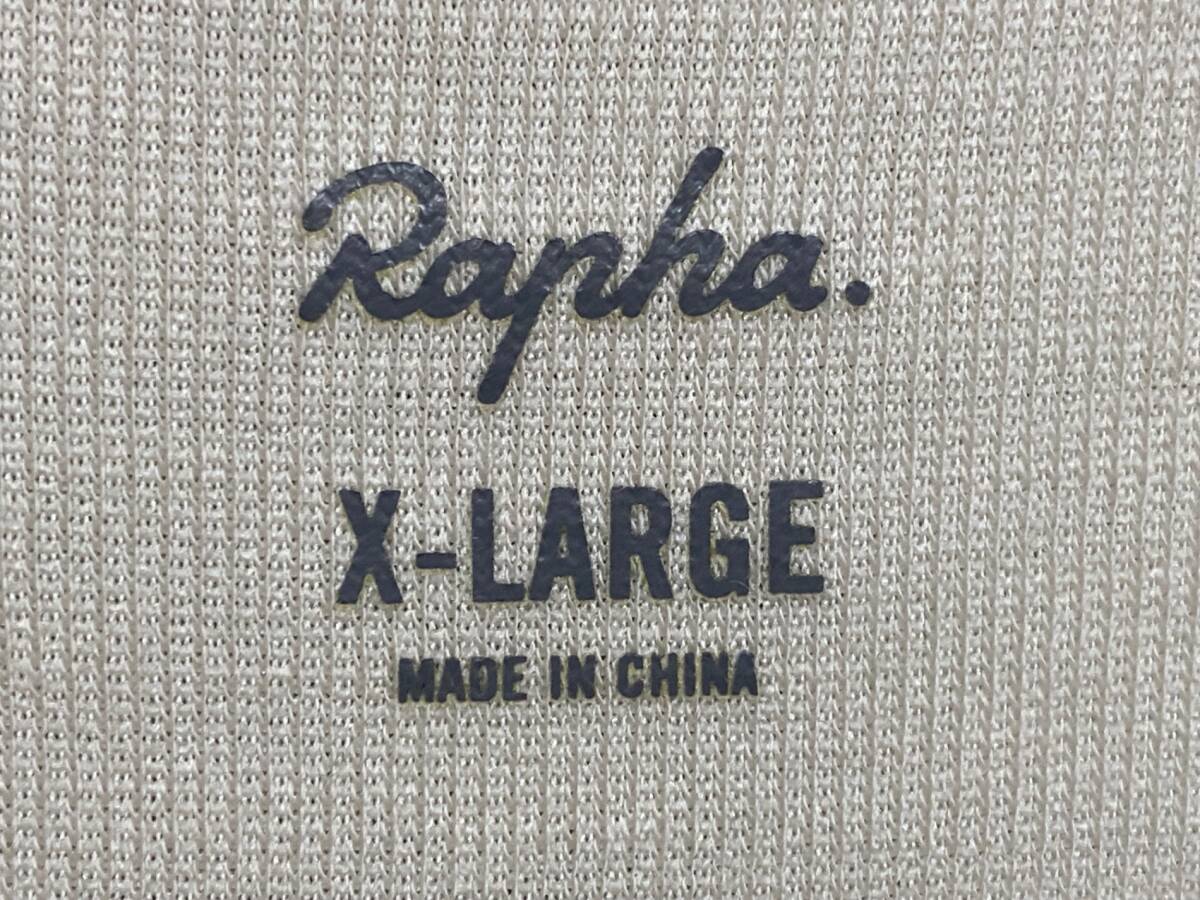 Rapha.
X-LARGE
MADE IN CHINA